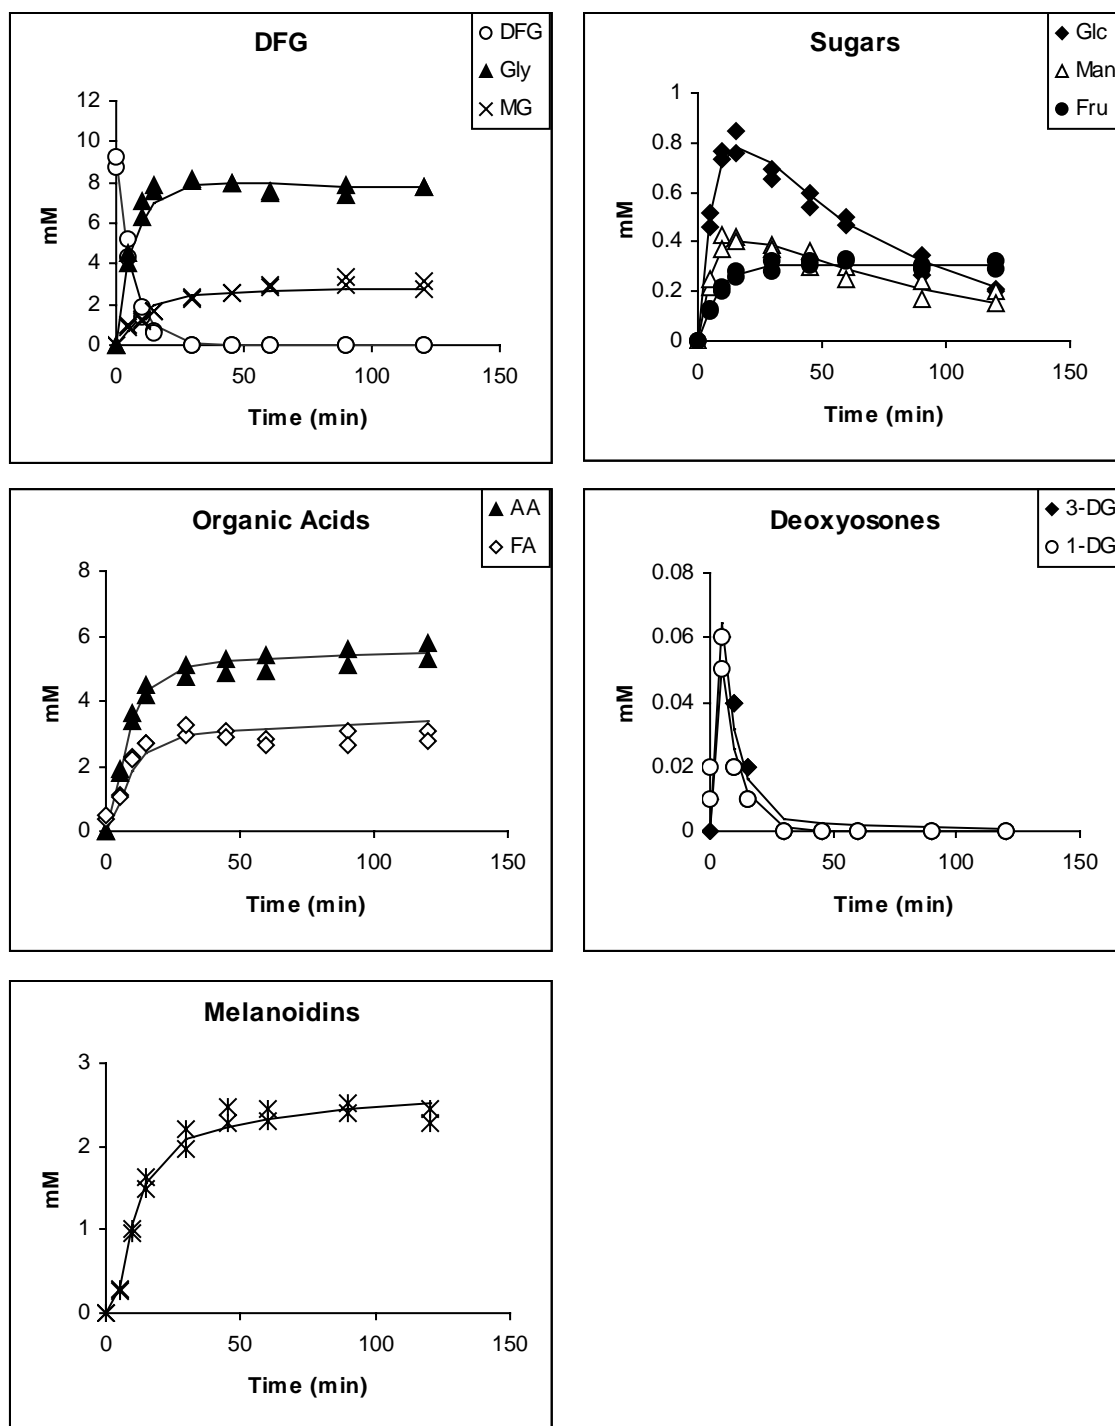 DFG
DFG
Gly
MG
12
10
8
6
4
2
0
mM
0 50 100 150
Time (min)
Sugars
Glc
Man
Fru
1
0.8
0.6
0.4
0.2
0
mM
0 50 100 150
Time (min)
Organic Acids
AA
FA
8
6
4
2
0
mM
0 50 100 150
Time (min)
Deoxyosones
3-DG
1-DG
0.08
0.06
0.04
0.02
0
mM
0 50 100 150
Time (min)
Melanoidins
3
2
1
0
mM
0 50 100 150
Time (min)